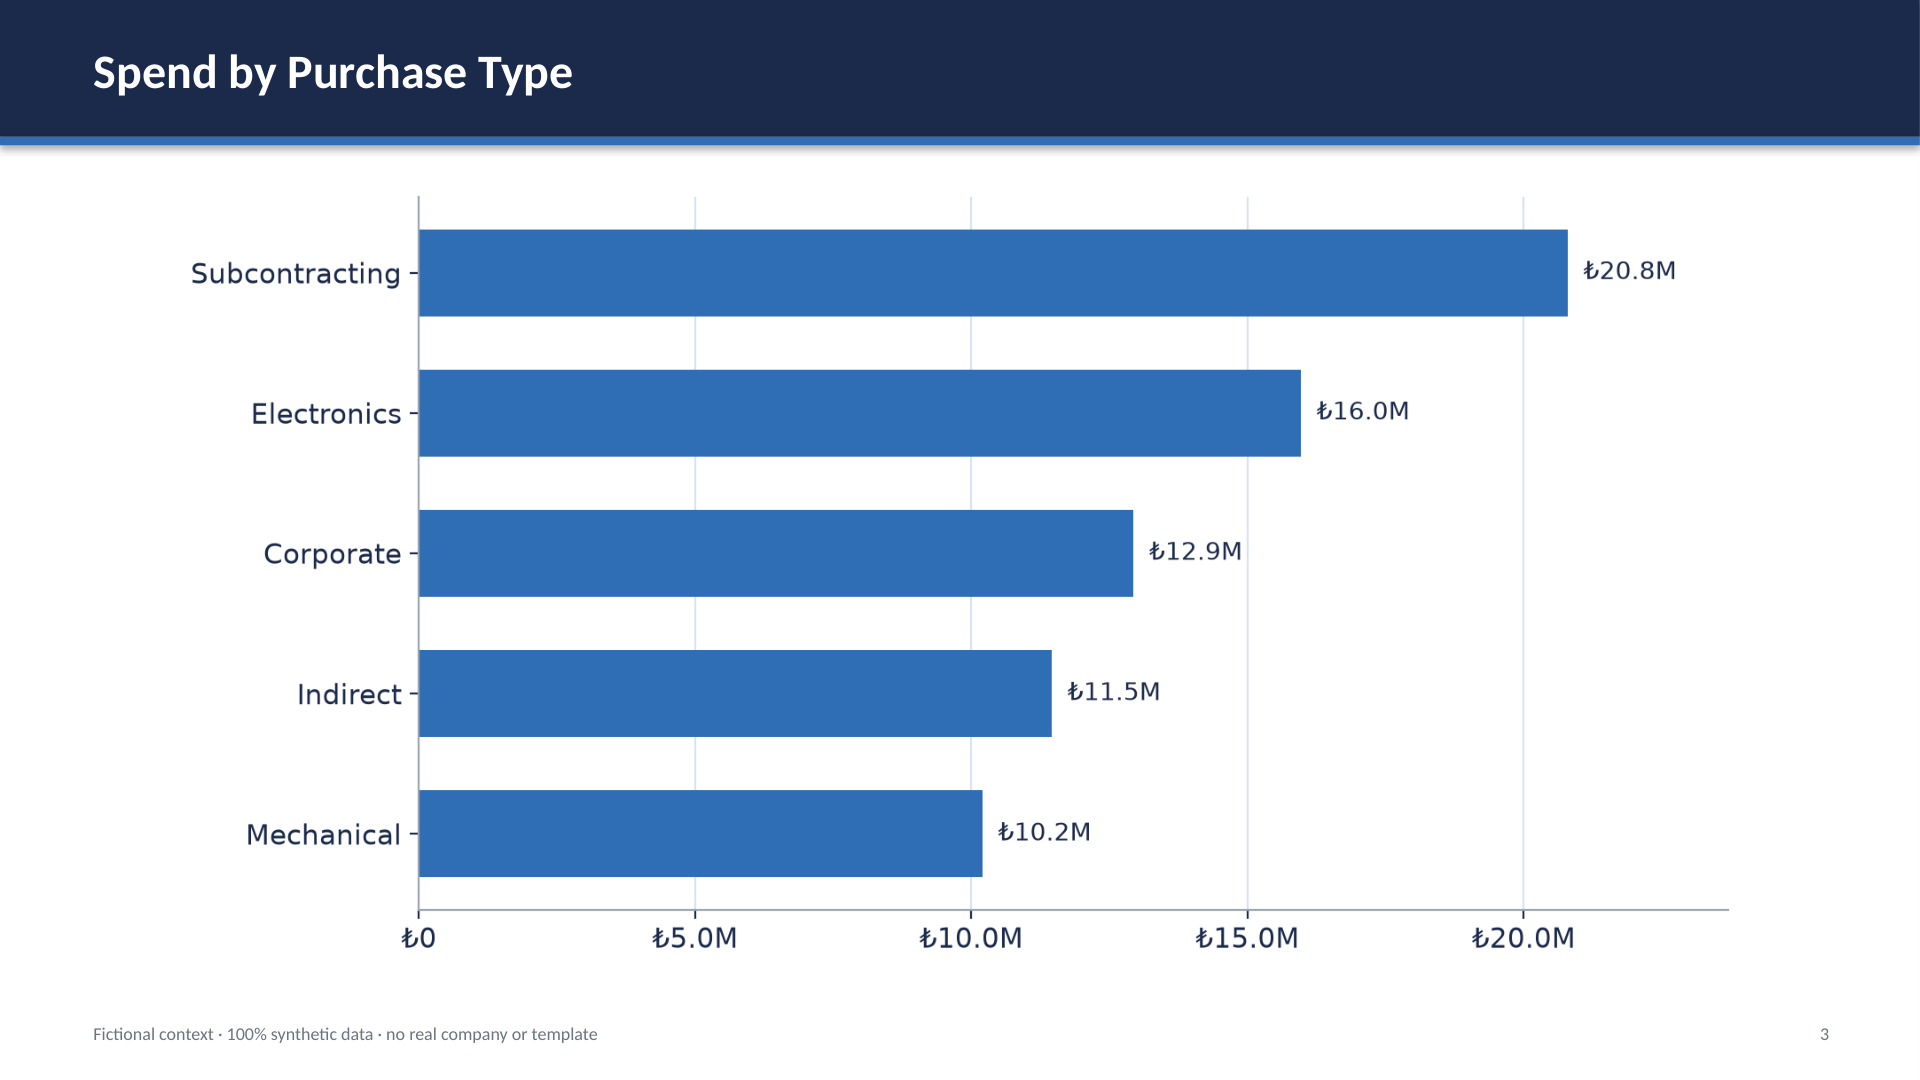 Spend by Purchase Type
Subcontracting
₺20.8M
Electronics
₺16.0M
Corporate
₺12.9M
Indirect
₺11.5M
Mechanical
₺10.2M
₺0
₺5.0M
₺10.0M
₺15.0M
₺20.0M
Fictional context · 100% synthetic data · no real company or template
3